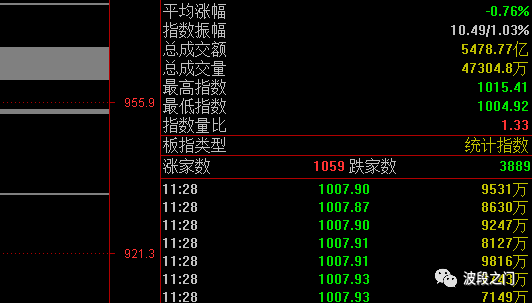 平均涨幅 -0.76%
指数振幅 10.49/1.03%
总成交额 5478.77亿
总成交量 47304.8万
最高指数 1015.41
965.9
最低指数 1004.92
指数量比 1.33
板指类型 统计指数
涨家数 1059 跌家数 3889
11:28 1007.90 9531万
11:28 1007.87 8630万
11:28 1007.90 9247万
11:28 1007.91 8127万
921.3
11:28 1007.91 9816万
11:28 1007.93
波段之门
11:28 1007.93 7149万